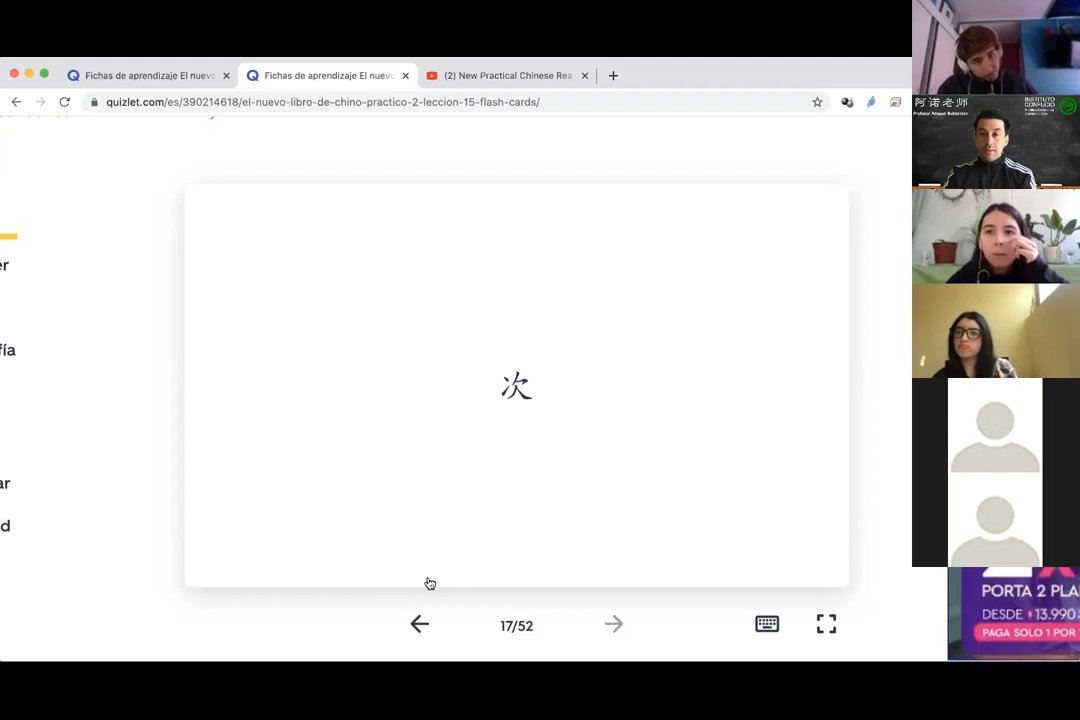 Fichas de aprendizaje El nuevo
Fichas de aprendizaje El nuevo
(2) New Practical Chinese Rea
quizlet.com/es/390214618/el-nuevo-libro-de-chino-practico-2-leccion-15-flash-cards/
er
fía
ar
d
次
17/52
阿诺老师
INSTITUTO
CONFUCIO
PORTA 2 PLA
DESDE $13.990
PAGA SOLO 1 POR